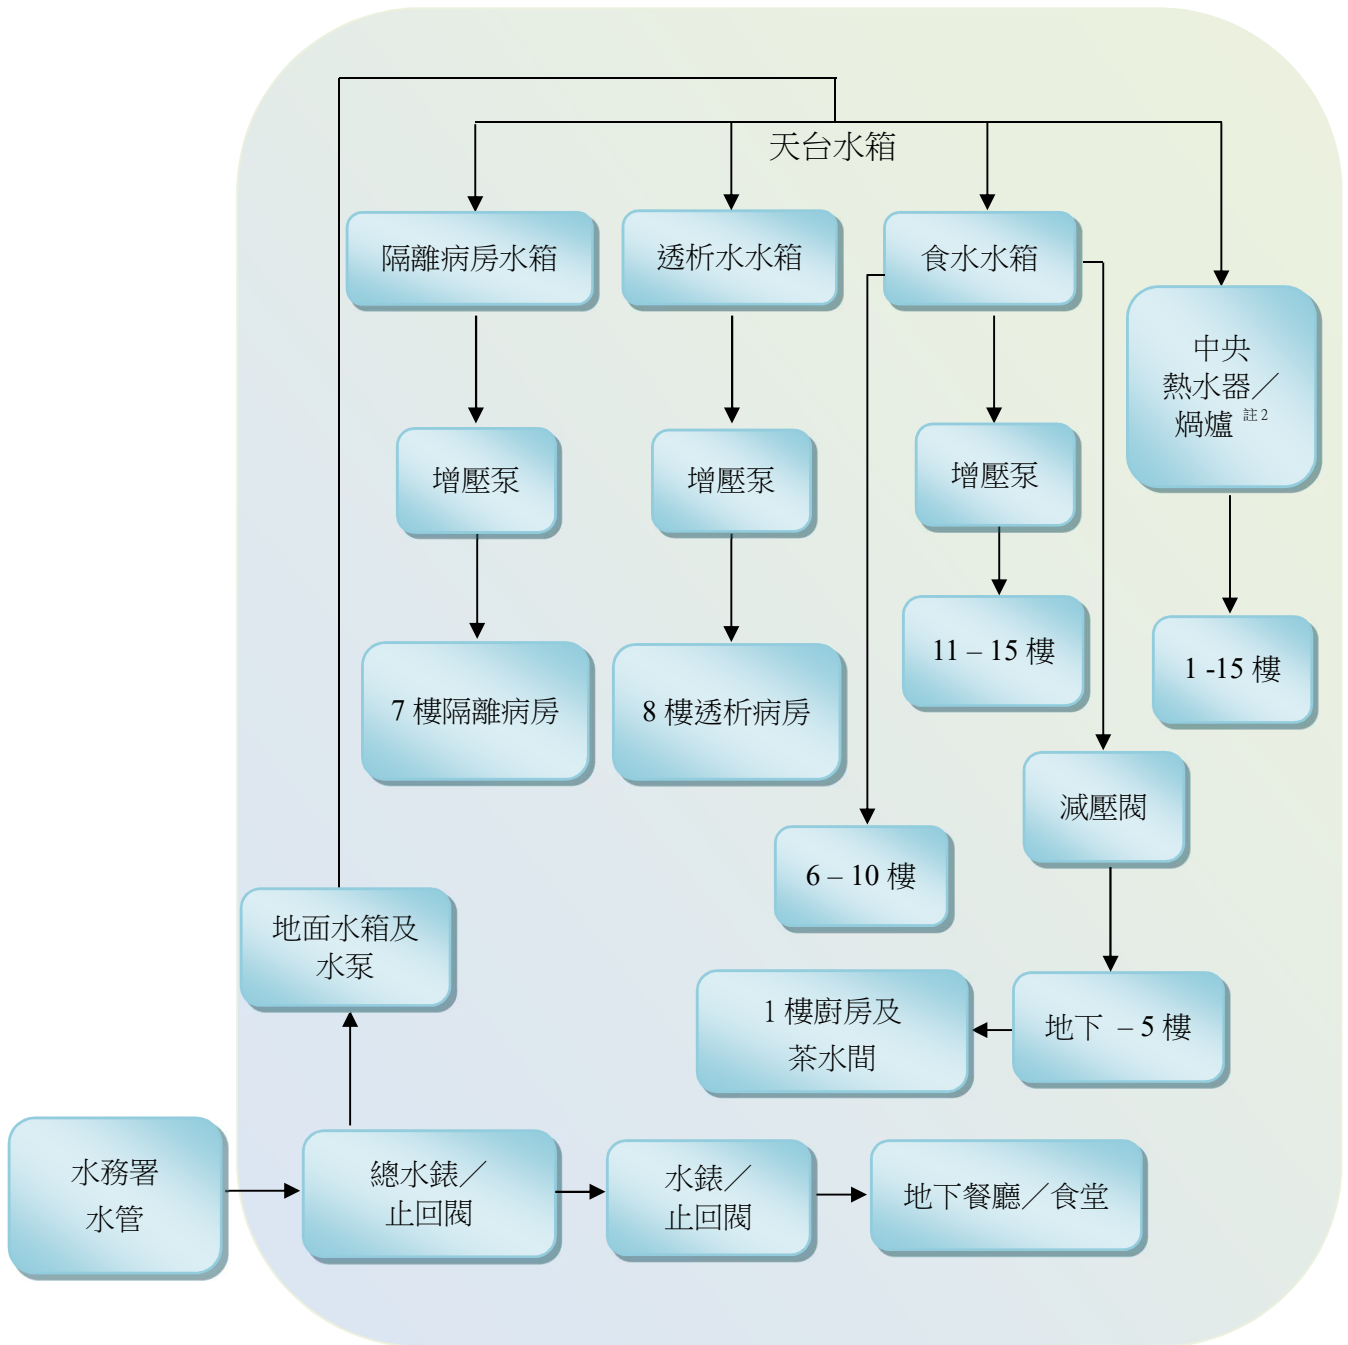 天台水箱
隔離病房水箱
透析水水箱
食水水箱
中央
熱水器／
煱爐 註2
增壓泵
增壓泵
增壓泵
11 – 15 樓
1 -15 樓
7 樓隔離病房
8 樓透析病房
減壓閥
6 – 10 樓
地面水箱及
水泵
1 樓廚房及
茶水間
地下 – 5 樓
水務署
水管
總水錶／
止回閥
水錶／
止回閥
地下餐廳／食堂